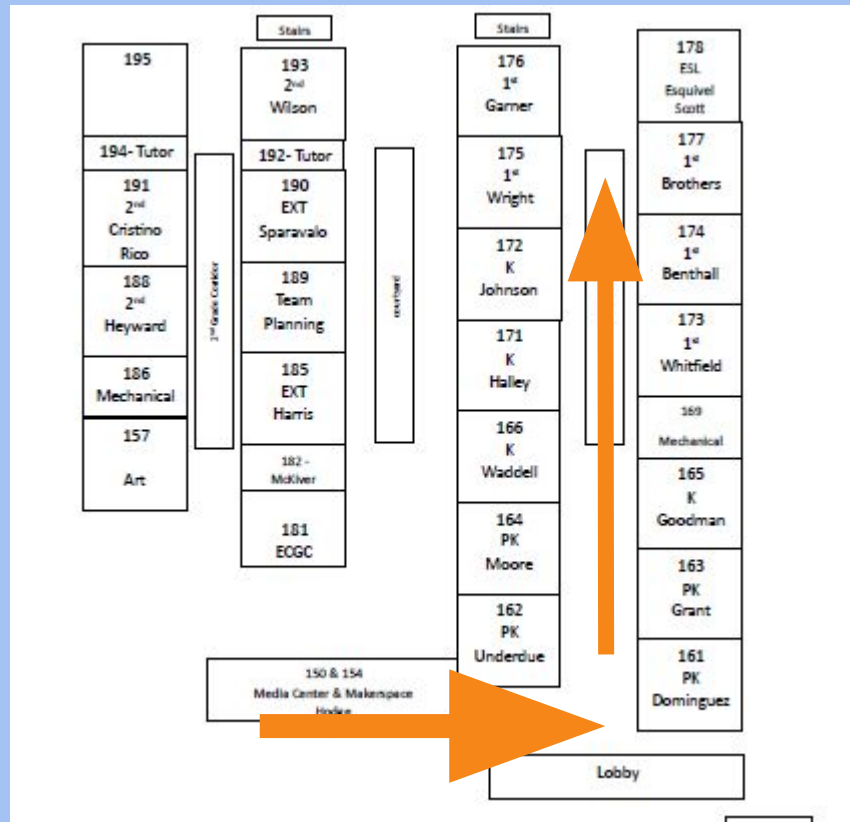 195
194- Tutor
191
2nd
Cristino
Rico
188
2nd
Heyward
186
Mechanical
157
Art
2nd Grade Corridor
Stairs
193
2nd
Wilson
192- Tutor
190
EXT
Sparavalo
189
Team
Planning
185
EXT
Harris
182 -
McKiver
181
ECGC
courtyard
Stairs
176
1st
Garner
175
1st
Wright
172
K
Johnson
171
K
Halley
166
K
Waddell
164
PK
Moore
162
PK
Underdue
178
ESL
Esquivel
Scott
177
1st
Brothers
174
1st
Benthall
173
1st
Whitfield
169
Mechanical
165
K
Goodman
163
PK
Grant
161
PK
Dominguez
150 & 154
Media Center & Makerspace
Lobby